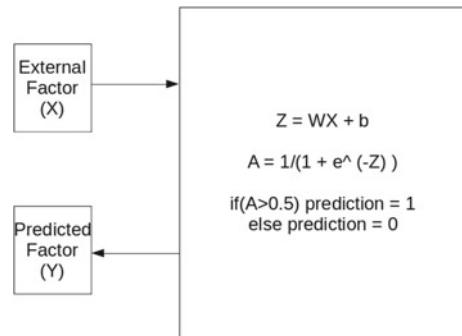 External
Factor
(X)
Z = WX + b
A = 1/(1 + e^ (-Z) )
if(A>0.5) prediction = 1
else prediction = 0
Predicted
Factor
(Y)